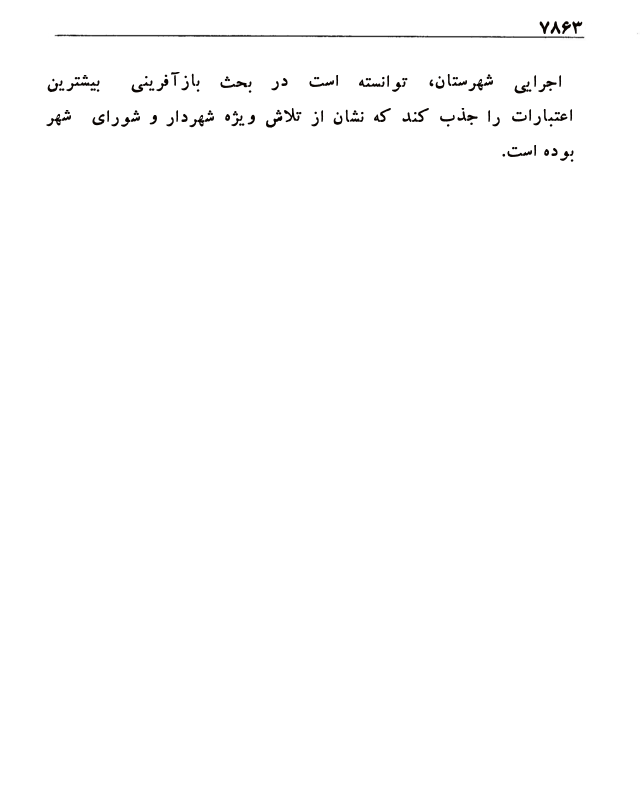 ۷۸۶۳
اجرایی شهرستان، توانسته است در بحث بازآفرینی بیشترین
اعتبارات را جذب کند که نشان از تلاش ویژه شهردار و شورای شهر
بوده است.